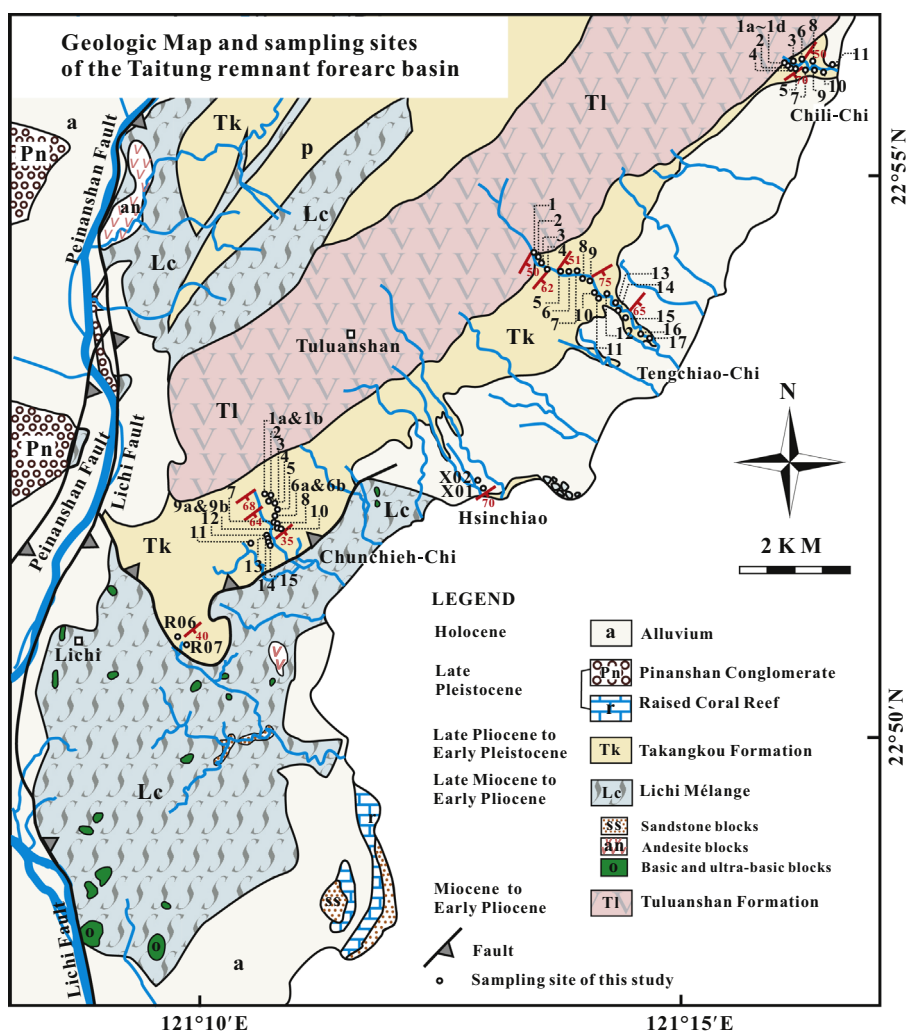 Geologic Map and sampling sites
of the Taitung remnant forearc basin
1a~1d
2
3
4
6
8
50
11
5
70
7
9
10
Chili-Chi
a
Pn
Peinanshan Fault
an
Tk
p
Lc
Lc
Tl
22°55′N
1
2
3
4
50
62
51
8
9
75
5
6
7
10
11
12
13
14
65
15
16
17
Tk
Tengchiao-Chi
Tuluanshan
Tl
Pn
Peinanshan Fault
Lichi Fault
1a&1b
2
3
4
5
6a&6b
7
8
9a&9b
10
12
11
68
64
35
13
14
15
Lc
Tk
Chunchieh-Chi
X02
X01
70
Hsinchiao
N
2 KM
R06
40
R07
Lichi
v
v
Lc
r
ss
o
o
a
Lichi Fault
LEGEND
Holocene
a
Alluvium
Late
Pleistocene
Pn
Pinanshan Conglomerate
r
Raised Coral Reef
Late Pliocene to
Early Pleistocene
Tk
Takangkou Formation
Late Miocene to
Early Pliocene
Lc
Lichi Mélange
ss
Sandstone blocks
an
Andesite blocks
o
Basic and ultra-basic blocks
Miocene to
Early Pliocene
Tl
Tuluanshan Formation
Fault
Sampling site of this study
22°50′N
121°10′E
121°15′E